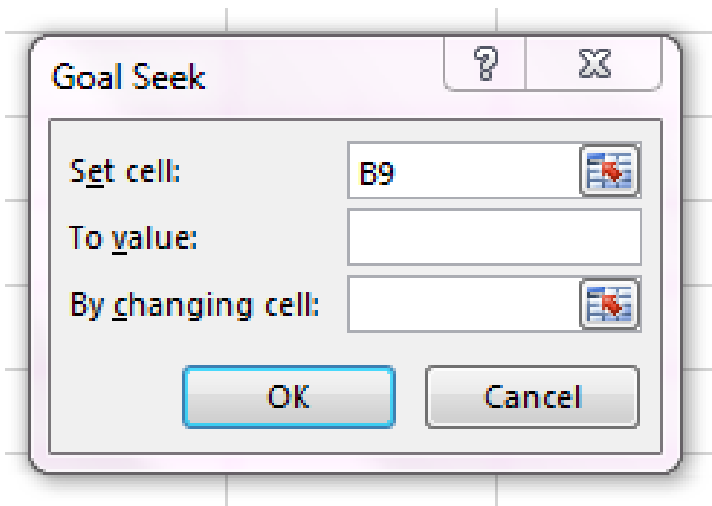 Goal Seek
Set cell: B9
To value:
By changing cell:
OK Cancel